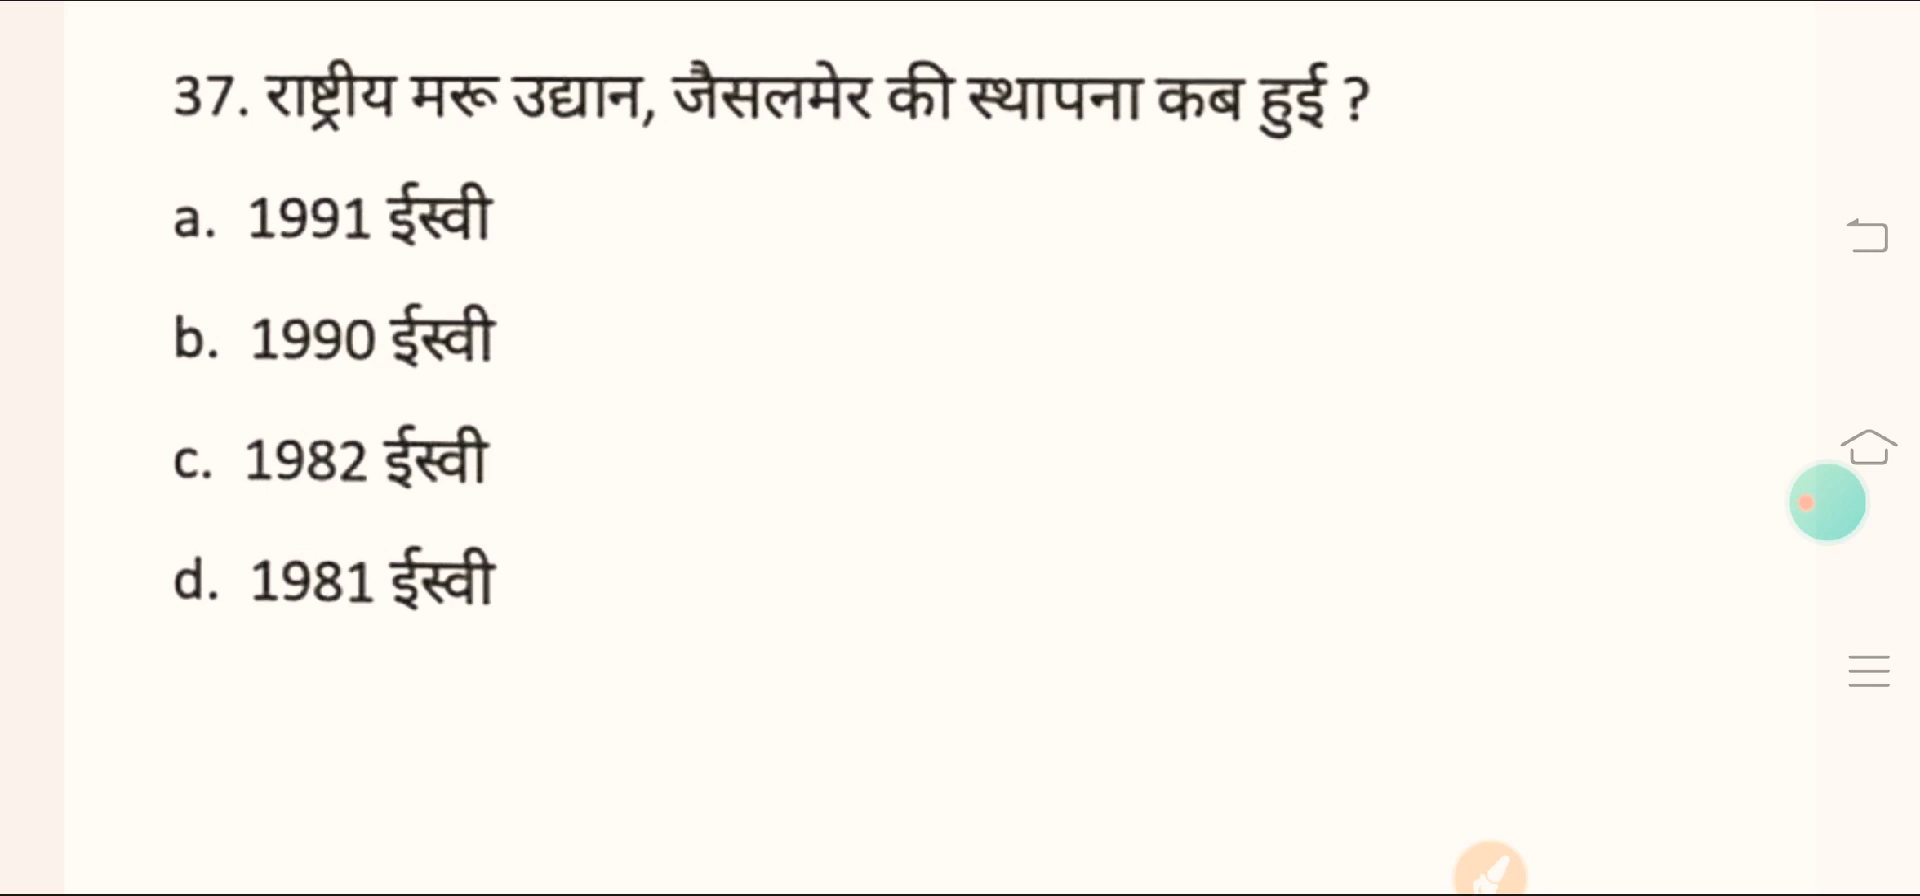 37. राष्ट्रीय मरू उद्यान, जैसलमेर की स्थापना कब हुई ?
a. 1991 ईस्वी
b. 1990 ईस्वी
c. 1982 ईस्वी
d. 1981 ईस्वी